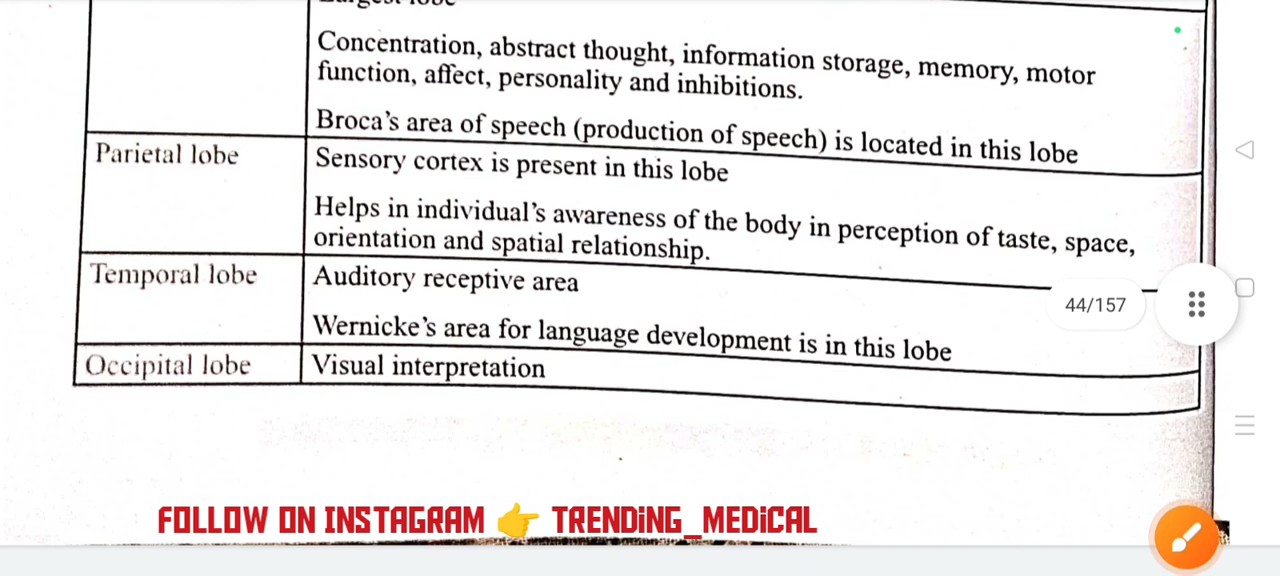 Largest lobe
Concentration, abstract thought, information storage, memory, motor
function, affect, personality and inhibitions.
Broca's area of speech (production of speech) is located in this lobe
Parietal lobe
Sensory cortex is present in this lobe
Helps in individual's awareness of the body in perception of taste, space,
orientation and spatial relationship.
Temporal lobe
Auditory receptive area
44/157
Wernicke's area for language development is in this lobe
Occipital lobe
Visual interpretation
FOLLOW ON INSTAGRAM 👉 TRENDING_MEDICAL